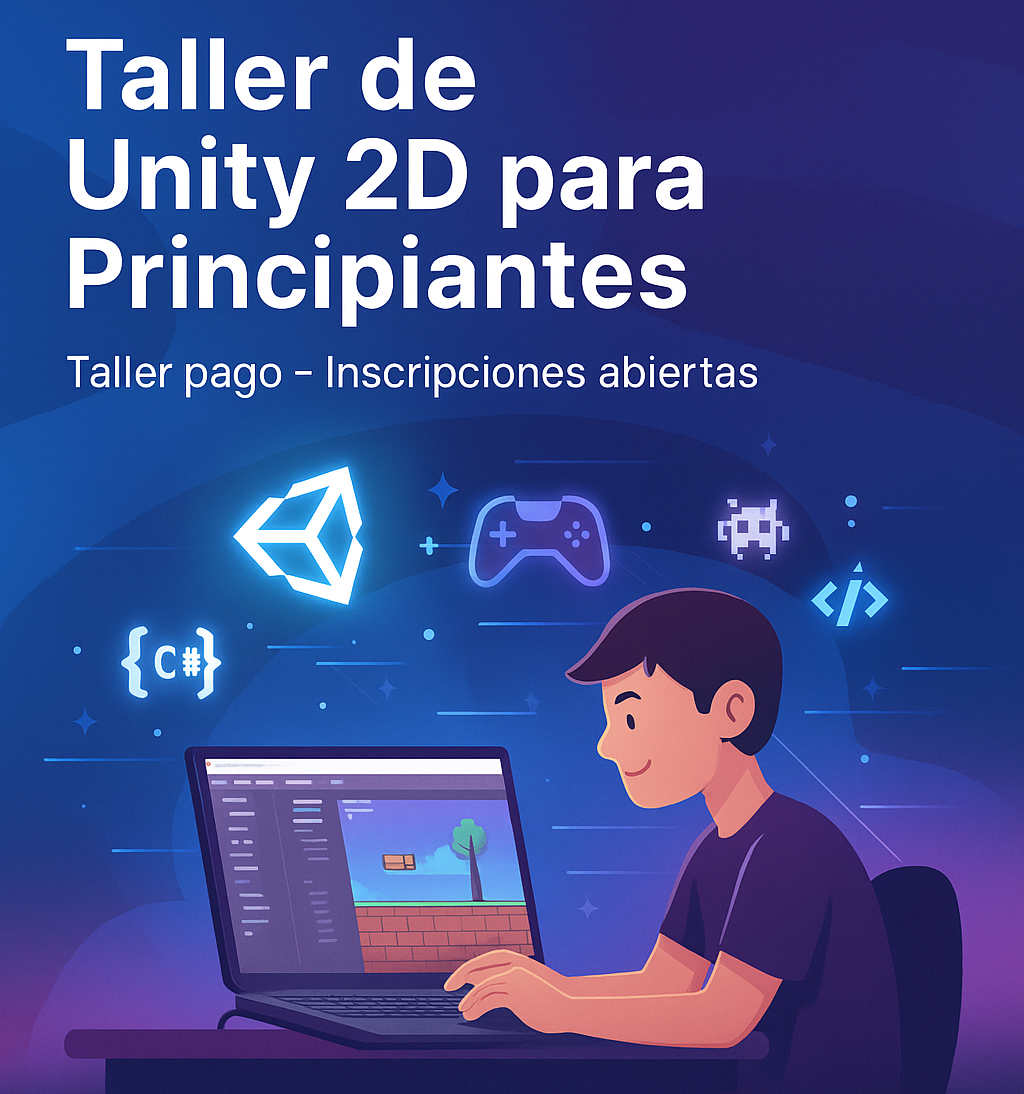 Taller de
Unity 2D para
Principiantes
Taller pago – Inscripciones abiertas
{C#}